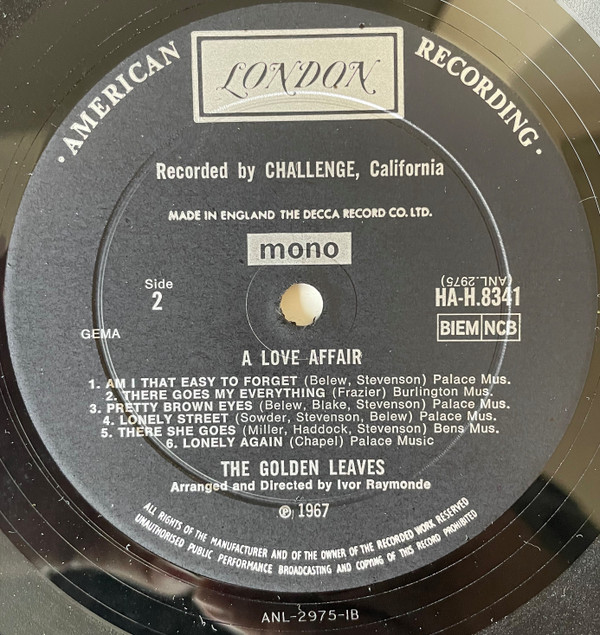 · AMERICAN RECORDING ·
LONDON
Recorded by CHALLENGE, California
MADE IN ENGLAND THE DECCA RECORD CO. LTD.
mono
Side
2
(ANL.2975)
HA-H.8341
GEMA
BIEM NCB
A LOVE AFFAIR
1. AM I THAT EASY TO FORGET (Belew, Stevenson) Palace Mus.
2. THERE GOES MY EVERYTHING (Frazier) Burlington Mus.
3. PRETTY BROWN EYES (Belew, Blake, Stevenson) Palace Mus.
4. LONELY STREET (Sowder, Stevenson, Belew) Palace Mus.
5. THERE SHE GOES (Miller, Haddock, Stevenson) Bens Mus.
6. LONELY AGAIN (Chapel) Palace Music
THE GOLDEN LEAVES
Arranged and Directed by Ivor Raymonde
℗ 1967
ALL RIGHTS OF THE MANUFACTURER AND OF THE OWNER OF THE RECORDED WORK RESERVED
UNAUTHORISED PUBLIC PERFORMANCE BROADCASTING AND COPYING OF THIS RECORD PROHIBITED
ANL-2975-1B